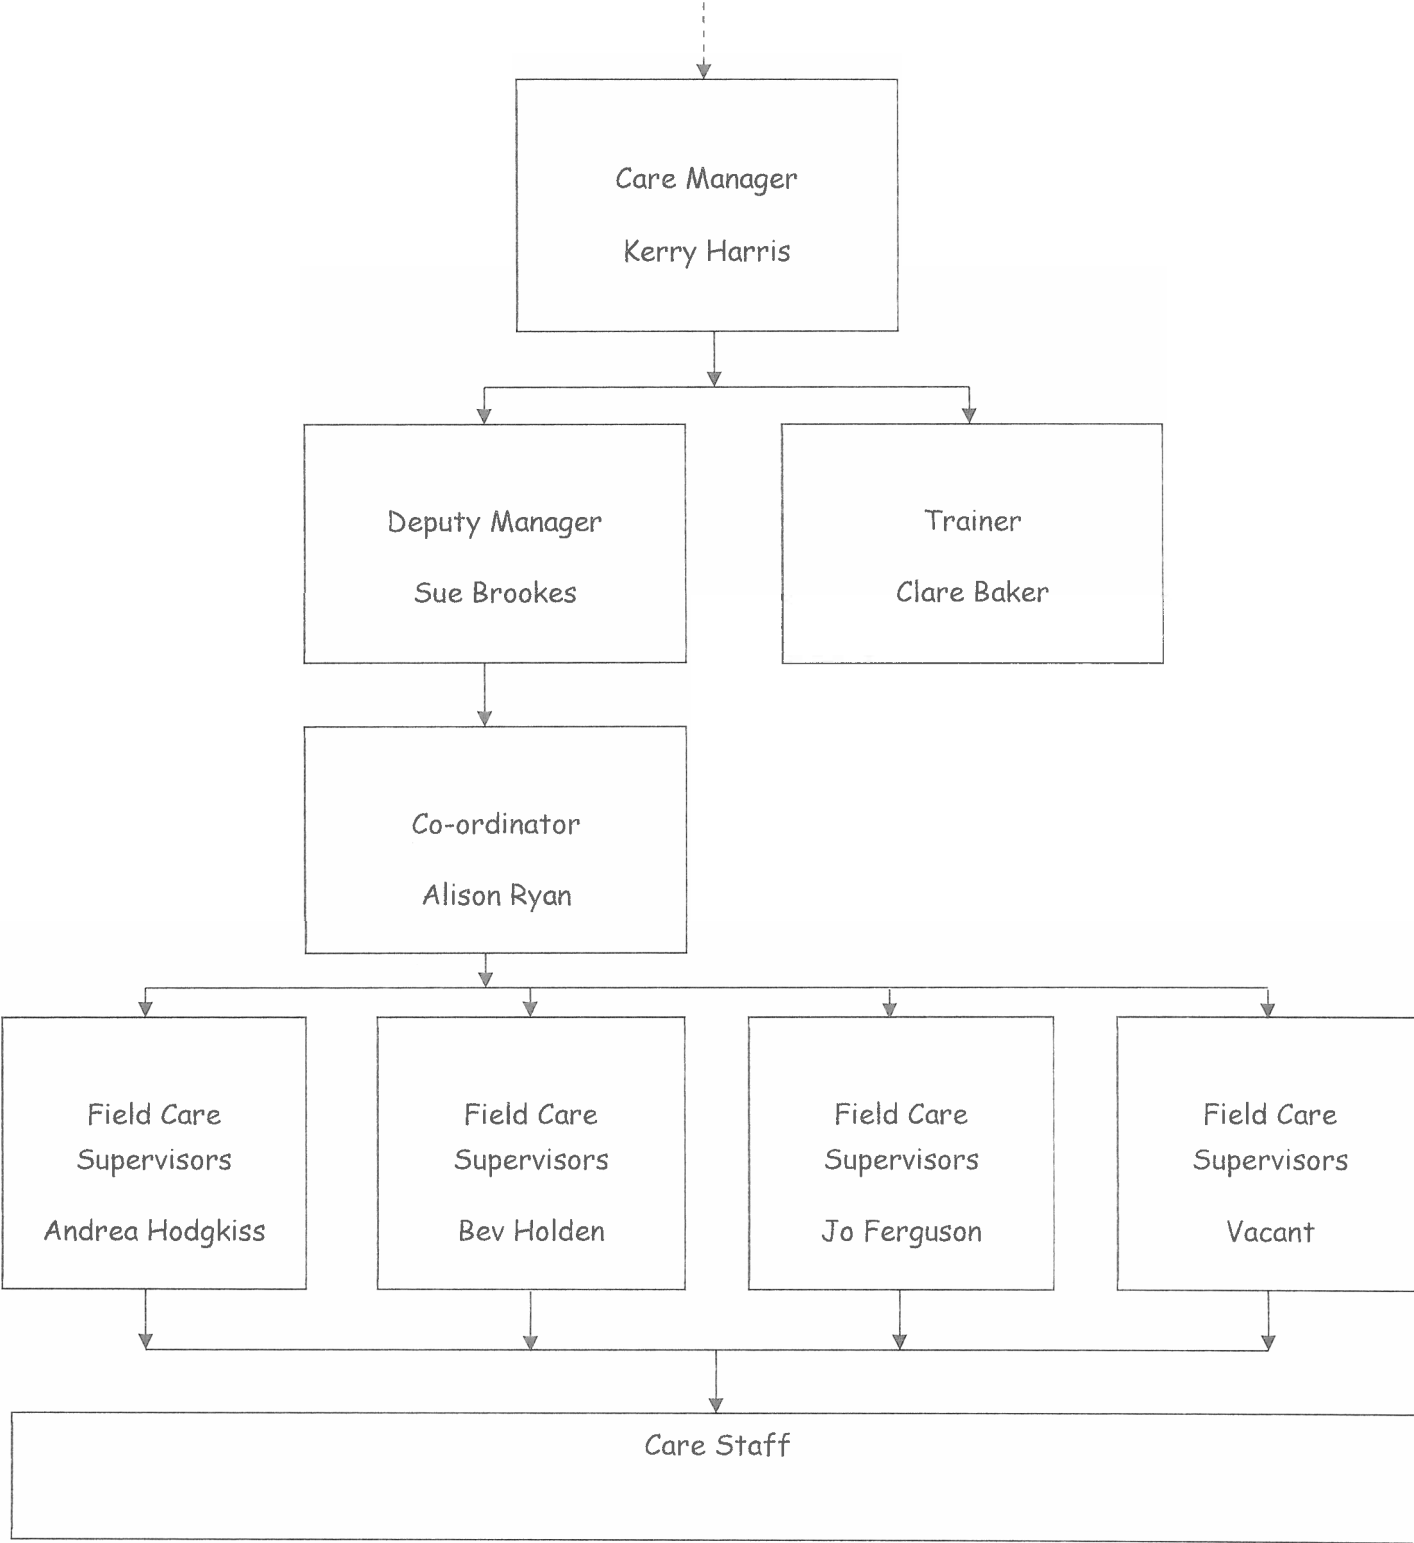 Care Manager
Kerry Harris
Deputy Manager
Sue Brookes
Trainer
Clare Baker
Co-ordinator
Alison Ryan
Field Care
Supervisors
Andrea Hodgkiss
Field Care
Supervisors
Bev Holden
Field Care
Supervisors
Jo Ferguson
Field Care
Supervisors
Vacant
Care Staff